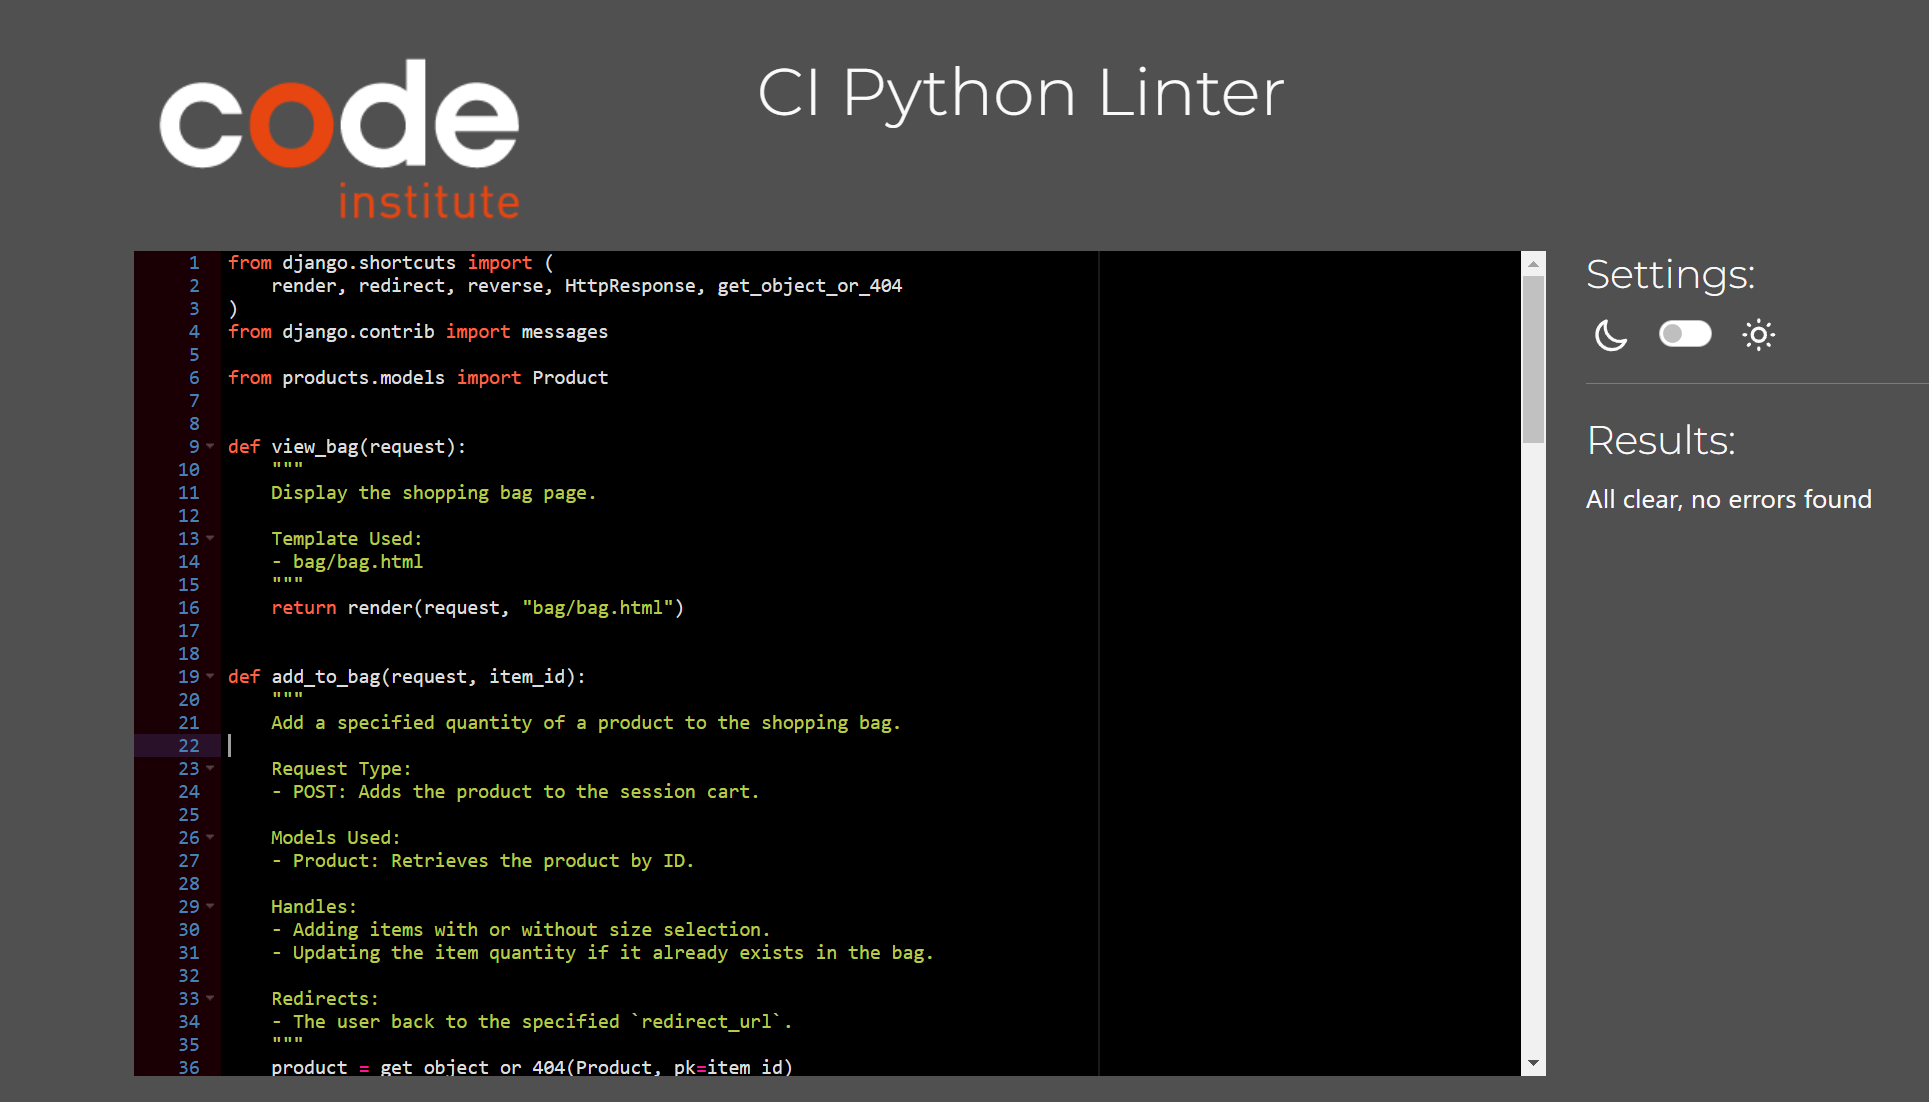 code
institute
CI Python Linter
1 from django.shortcuts import (
2     render, redirect, reverse, HttpResponse, get_object_or_404
3 )
4 from django.contrib import messages
5
6 from products.models import Product
7
8
9 def view_bag(request):
10     """
11     Display the shopping bag page.
12
13     Template Used:
14     - bag/bag.html
15     """
16     return render(request, "bag/bag.html")
17
18
19 def add_to_bag(request, item_id):
20     """
21     Add a specified quantity of a product to the shopping bag.
22
23     Request Type:
24     - POST: Adds the product to the session cart.
25
26     Models Used:
27     - Product: Retrieves the product by ID.
28
29     Handles:
30     - Adding items with or without size selection.
31     - Updating the item quantity if it already exists in the bag.
32
33     Redirects:
34     - The user back to the specified `redirect_url`.
35     """
36     product = get_object_or_404(Product, pk=item_id)
Settings:
Results:
All clear, no errors found